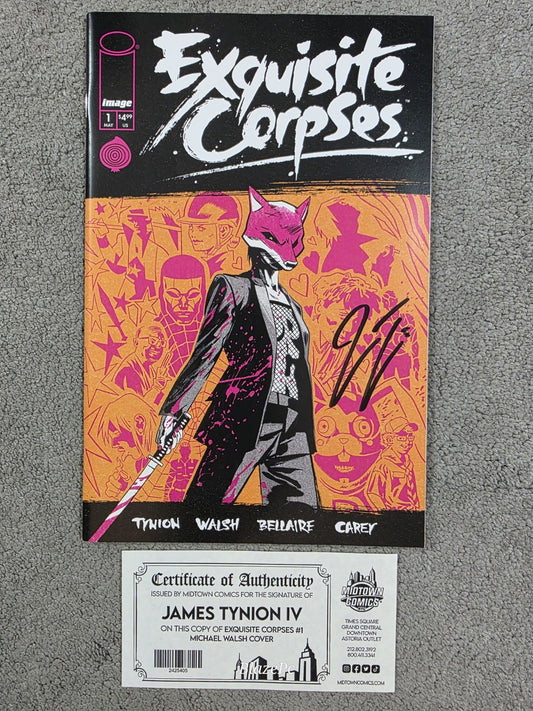 Exquisite
Corpses
TM
image
1 $4.99
MAY US
TYNION WALSH BELLAIRE CAREY
Certificate of Authenticity
ISSUED BY MIDTOWN COMICS FOR THE SIGNATURE OF
JAMES TYNION IV
ON THIS COPY OF EXQUISITE CORPSES #1
MICHAEL WALSH COVER
2425405
MIDTOWN
COMICS
TIMES SQUARE
GRAND CENTRAL
DOWNTOWN
ASTORIA OUTLET
212.802.3192
800.411.3341
MIDTOWNCOMICS.COM